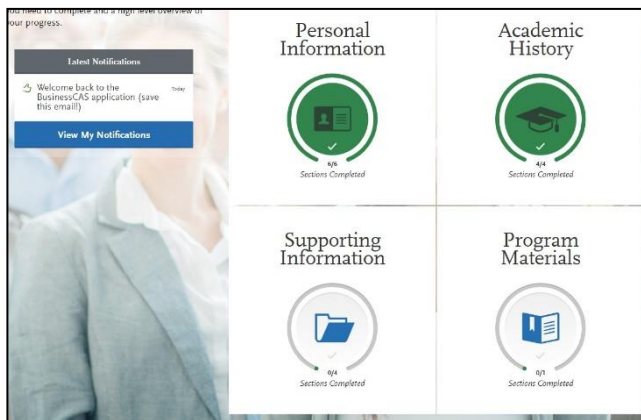 you need to complete and a high level overview of
your progress.
Latest Notifications
Welcome back to the
BusinessCAS application (save
this email!)
Today
View My Notifications
Personal
Information
6/6
Sections Completed
Academic
History
4/4
Sections Completed
Supporting
Information
0/4
Sections Completed
Program
Materials
0/1
Sections Completed